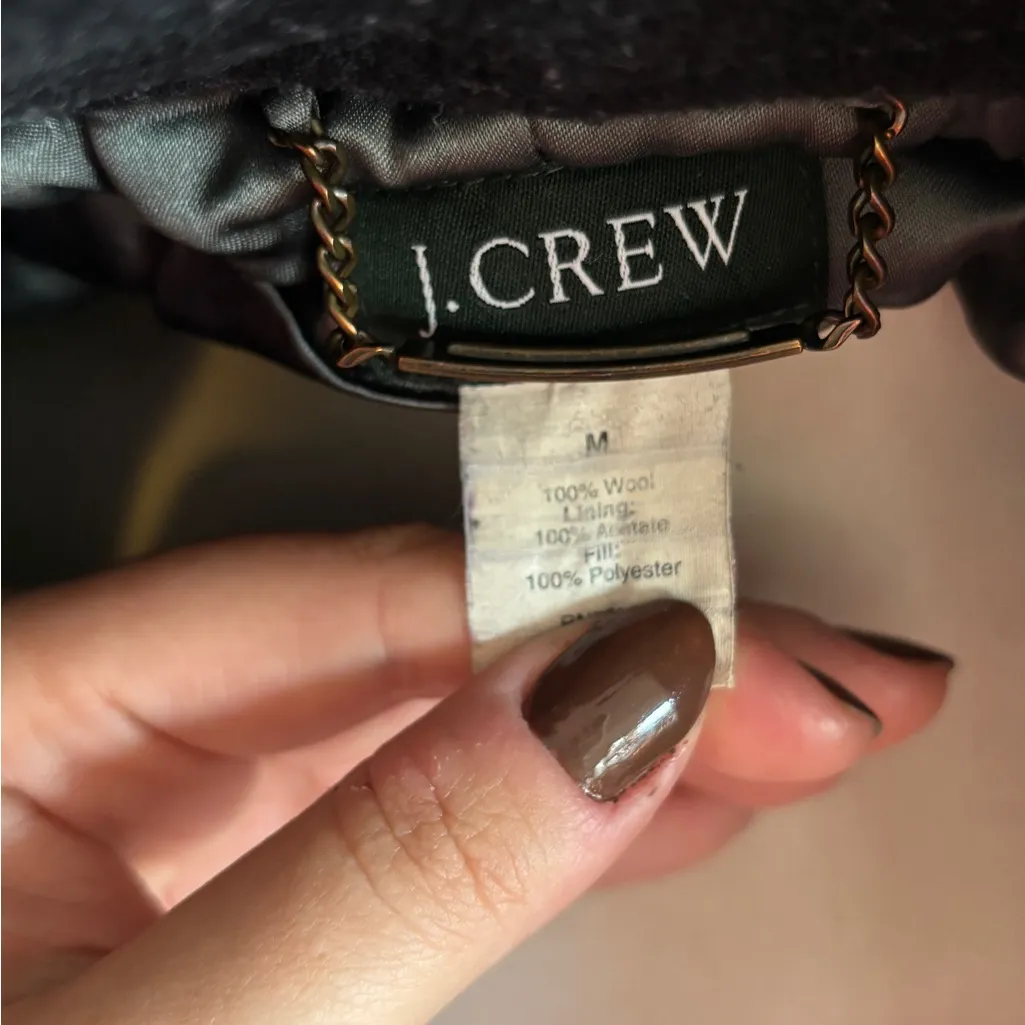 J.CREW
M
100% Wool
Lining:
100% Acetate
Fill:
100% Polyester